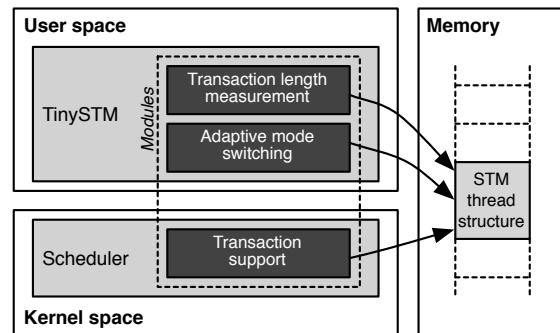 User space
Memory
TinySTM
Modules
Transaction length
measurement
Adaptive mode
switching
STM
thread
structure
Scheduler
Transaction
support
Kernel space